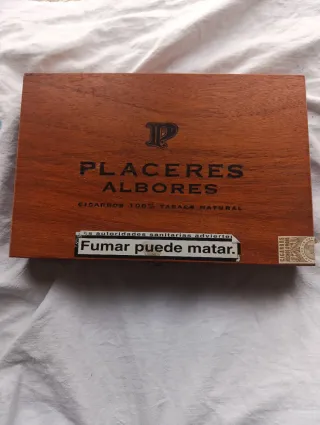 P
PLACERES
ALBORES
CIGARROS 100% TABACO NATURAL
Las autoridades sanitarias advierten
Fumar puede matar.